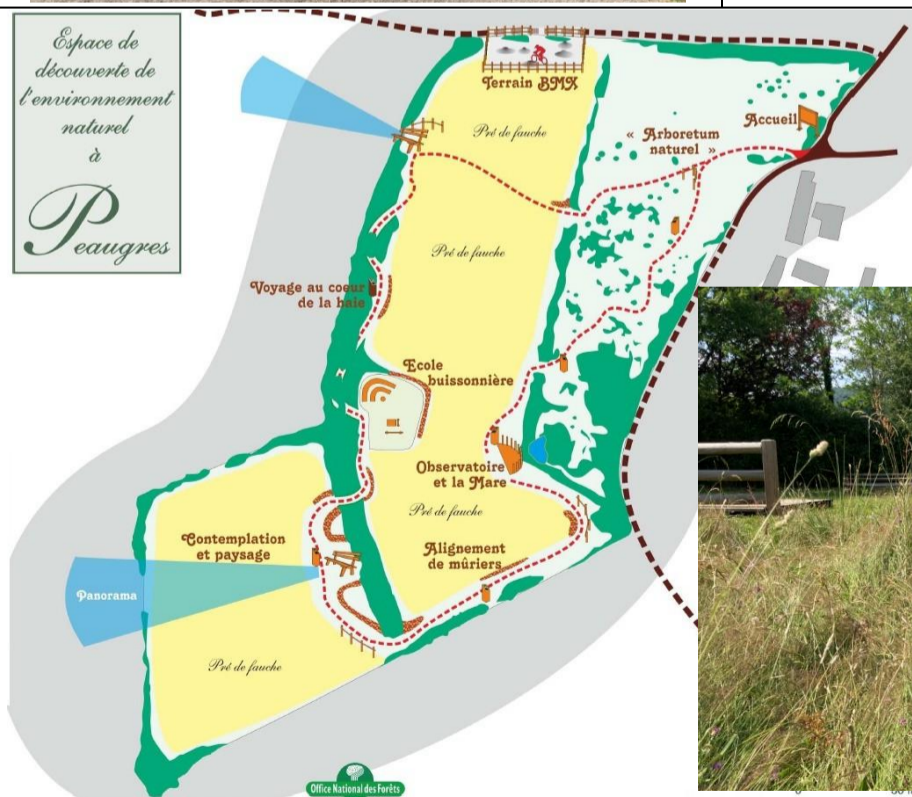 Espace de
découverte de
l'environnement
naturel
à
Peaugres
Terrain BMX
Pré de fauche
Accueil
« Arboretum
naturel »
Pré de fauche
Voyage au coeur
de la haie
Ecole
buissonnière
Observatoire
et la Mare
Pré de fauche
Contemplation
et paysage
Alignement
de mûriers
Panorama
Pré de fauche
Office National des Forêts